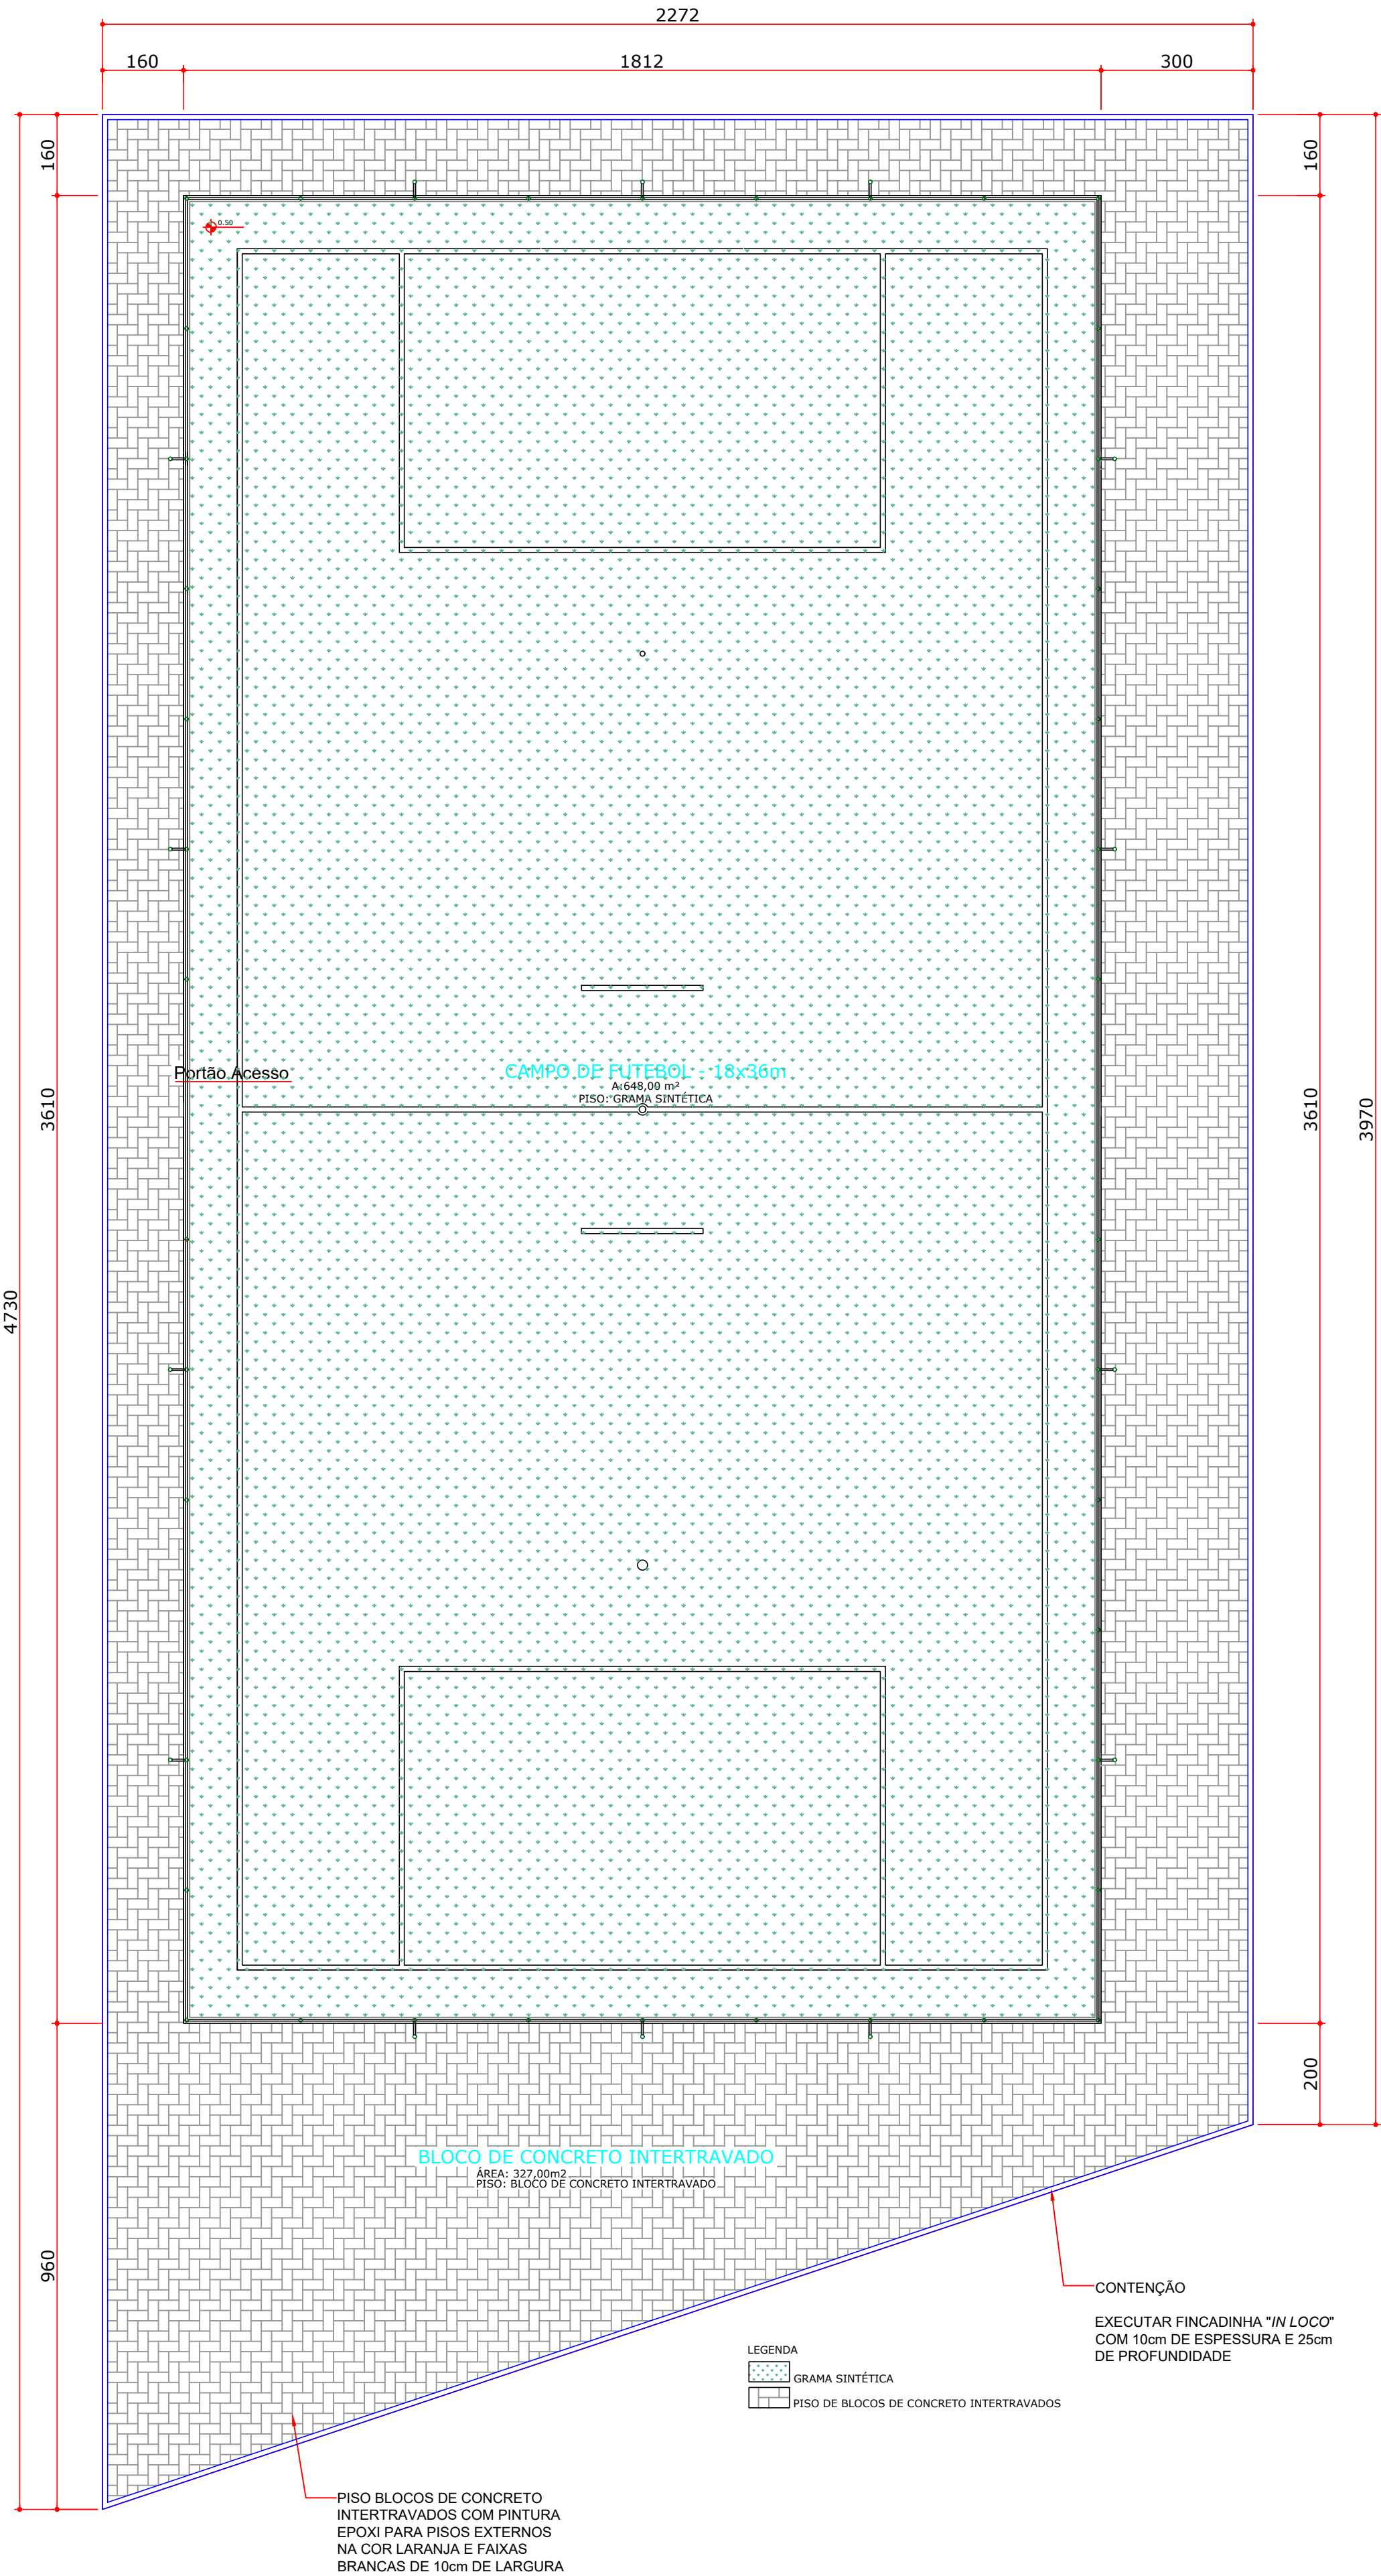 2272
160
1812
300
160
160
0.50
Portão Acesso
CAMPO DE FUTEBOL - 18x36m
A:648,00 m²
PISO: GRAMA SINTÉTICA
3610
3610
3970
4730
200
BLOCO DE CONCRETO INTERTRAVADO
ÁREA: 327,00m2
PISO: BLOCO DE CONCRETO INTERTRAVADO
960
CONTENÇÃO
EXECUTAR FINCADINHA "IN LOCO"
COM 10cm DE ESPESSURA E 25cm
DE PROFUNDIDADE
LEGENDA
GRAMA SINTÉTICA
PISO DE BLOCOS DE CONCRETO INTERTRAVADOS
PISO BLOCOS DE CONCRETO
INTERTRAVADOS COM PINTURA
EPOXI PARA PISOS EXTERNOS
NA COR LARANJA E FAIXAS
BRANCAS DE 10cm DE LARGURA